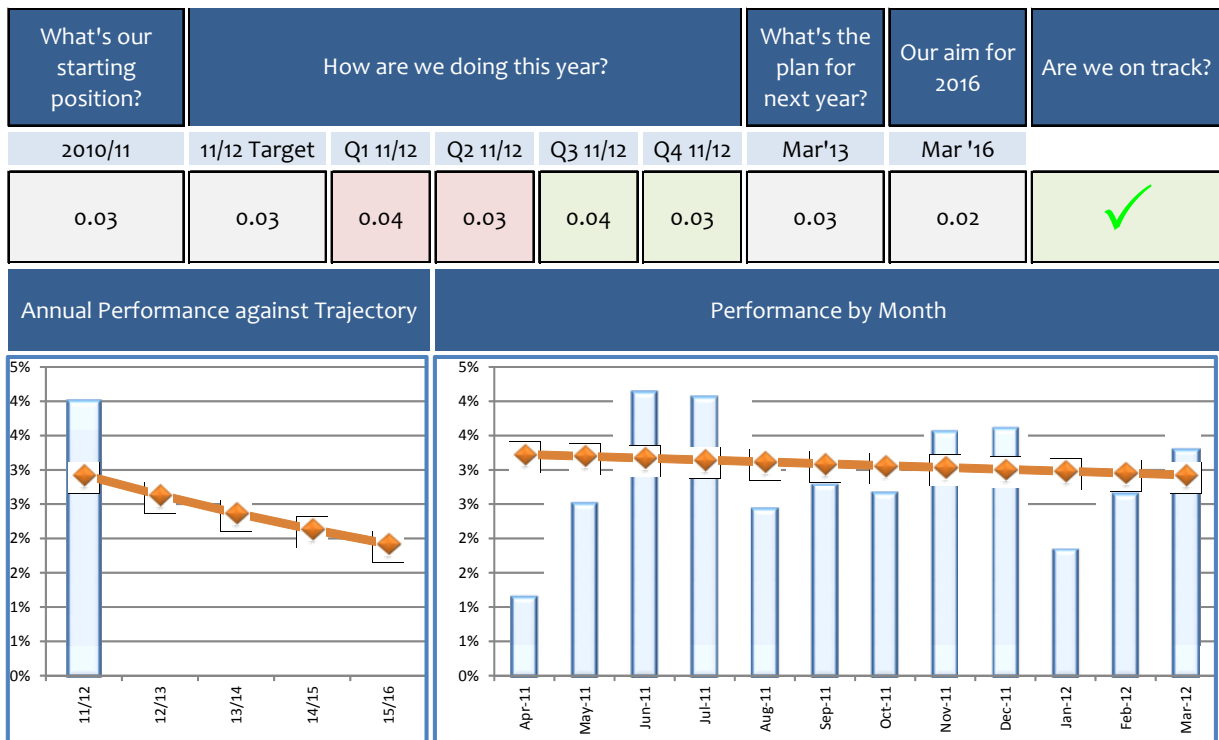 What's our
starting
position?
How are we doing this year?
What's the
plan for
next year?
Our aim for
2016
Are we on track?
2010/11
11/12 Target
Q1 11/12
Q2 11/12
Q3 11/12
Q4 11/12
Mar'13
Mar '16
0.03
0.03
0.04
0.03
0.04
0.03
0.03
0.02
Annual Performance against Trajectory
Performance by Month
5%
4%
4%
3%
3%
2%
2%
1%
1%
0%
11/12
12/13
13/14
14/15
15/16
5%
4%
4%
3%
3%
2%
2%
1%
1%
0%
Apr-11
May-11
Jun-11
Jul-11
Aug-11
Sep-11
Oct-11
Nov-11
Dec-11
Jan-12
Feb-12
Mar-12